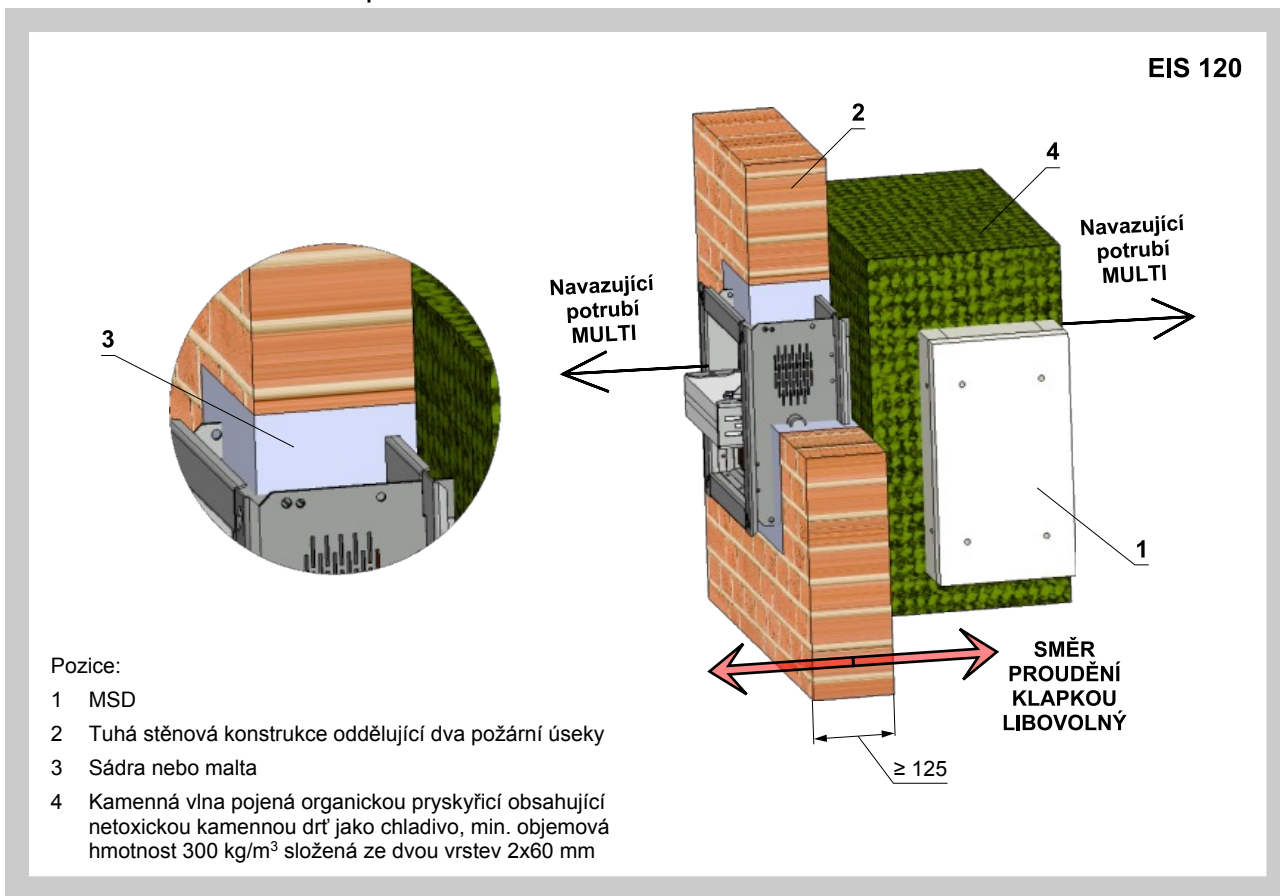 EIS 120
2
4
Navazující
potrubí
MULTI
Navazující
potrubí
MULTI
3
1
SMĚR
PROUDĚNÍ
KLAPKOU
LIBOVOLNÝ
≥ 125
Pozice:
1 MSD
2 Tuhá stěnová konstrukce oddělující dva požární úseky
3 Sádra nebo malta
4 Kamenná vlna pojená organickou pryskyřicí obsahující
netoxickou kamennou drť jako chladivo, min. objemová
hmotnost 300 kg/m³ složená ze dvou vrstev 2x60 mm